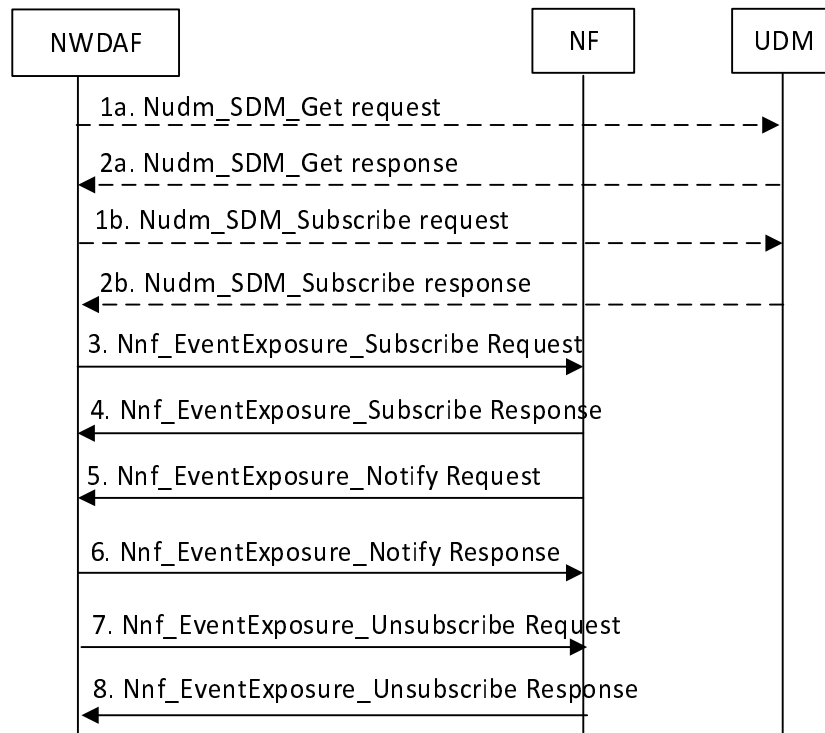 NWDAF
NF
UDM
1a. Nudm_SDM_Get request
2a. Nudm_SDM_Get response
1b. Nudm_SDM_Subscribe request
2b. Nudm_SDM_Subscribe response
3. Nnf_EventExposure_Subscribe Request
4. Nnf_EventExposure_Subscribe Response
5. Nnf_EventExposure_Notify Request
6. Nnf_EventExposure_Notify Response
7. Nnf_EventExposure_Unsubscribe Request
8. Nnf_EventExposure_Unsubscribe Response